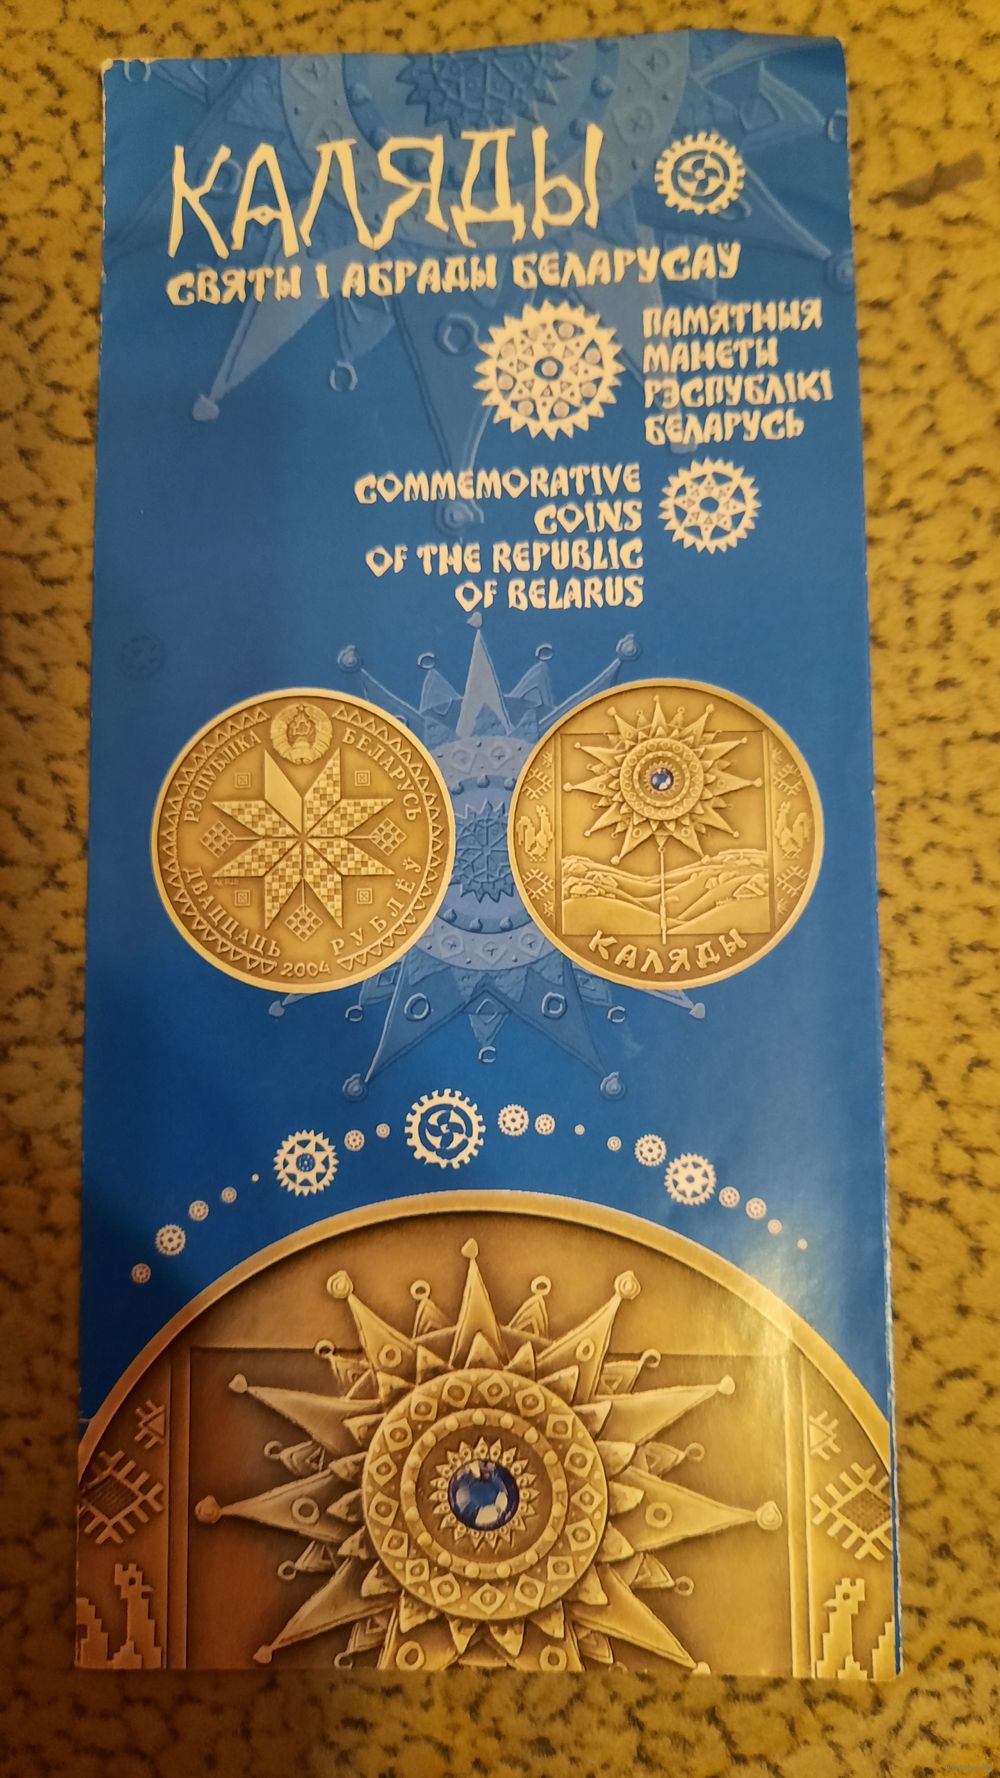 КАЛЯДЫ
СВЯТЫ І АБРАДЫ БЕЛАРУСАЎ
ПАМЯТНЫЯ
МАНЕТЫ
РЭСПУБЛІКІ
БЕЛАРУСЬ
COMMEMORATIVE
COINS
OF THE REPUBLIC
OF BELARUS
РЭСПУБЛІКА БЕЛАРУСЬ
ДВАЦЦАЦЬ РУБЛЁЎ
2004
КАЛЯДЫ